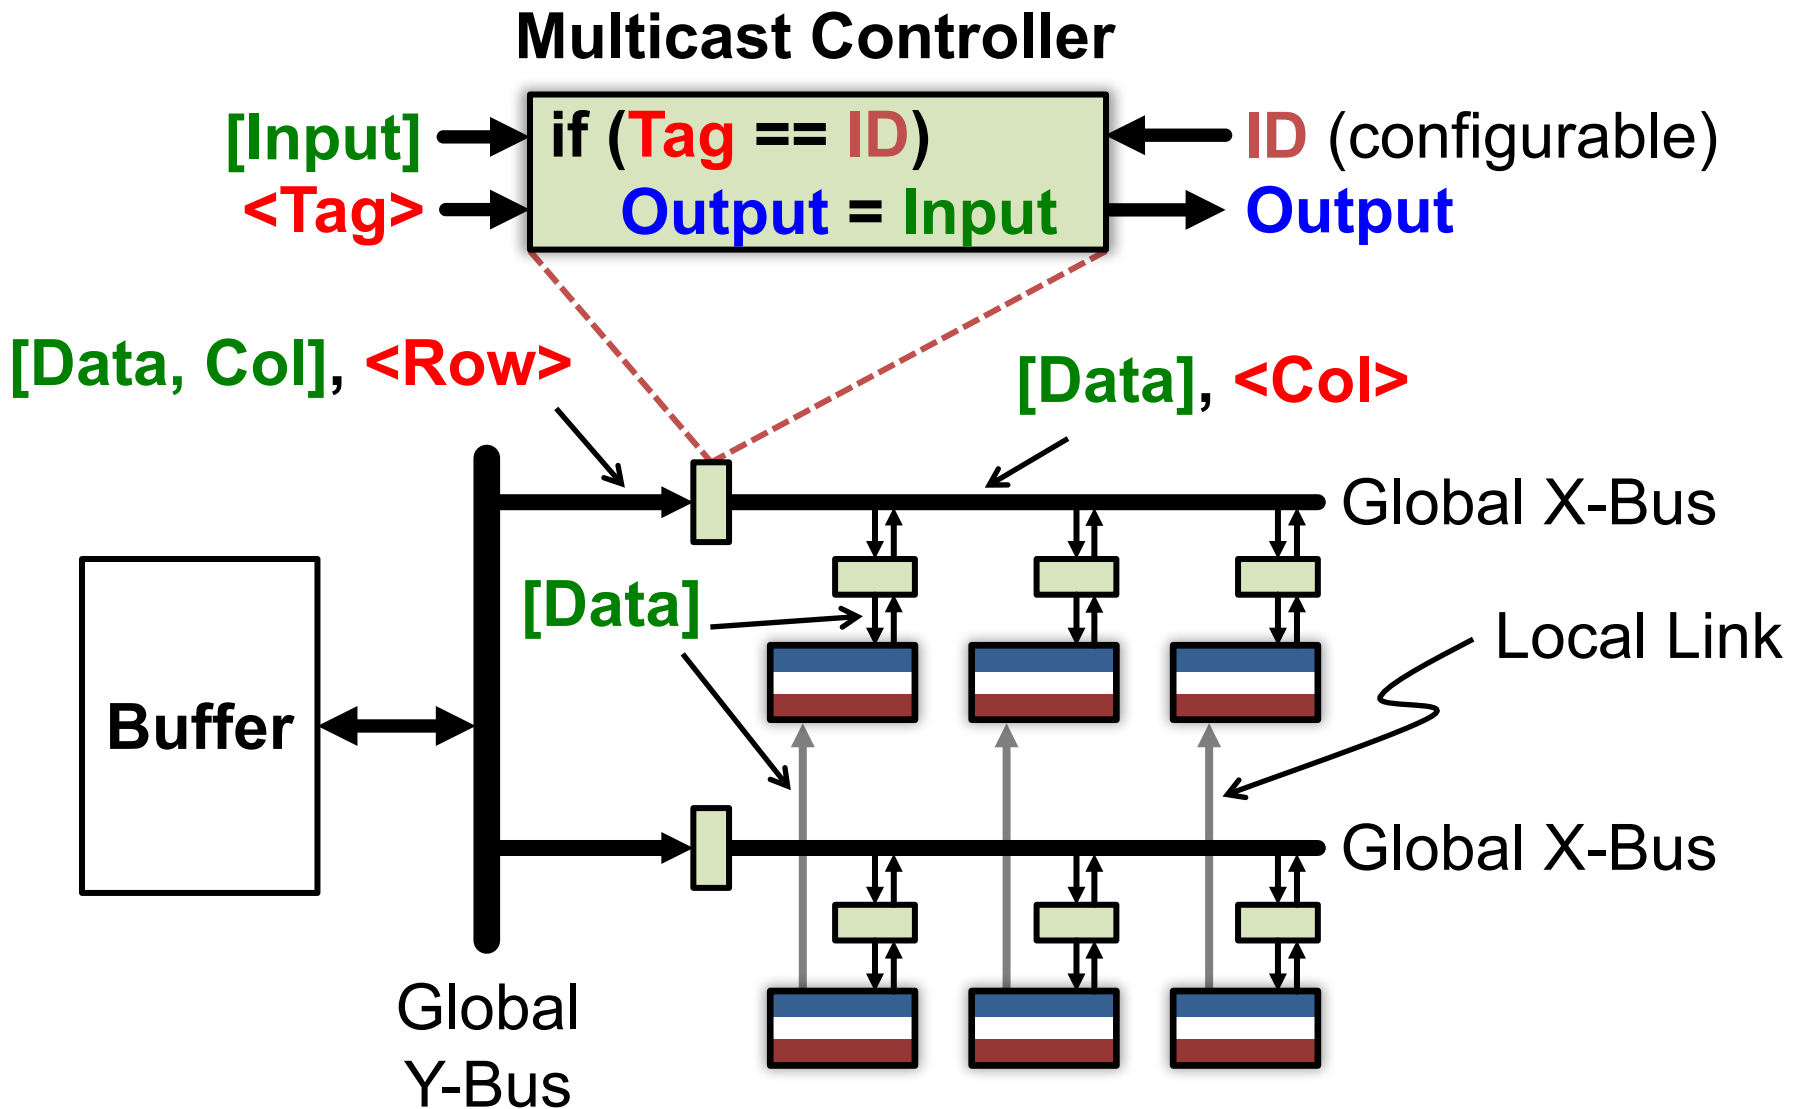 Multicast Controller
[Input]
if (Tag == ID)
ID (configurable)
<Tag>
Output = Input
Output
[Data, Col], <Row>
[Data], <Col>
Global X-Bus
[Data]
Local Link
Buffer
Global X-Bus
Global
Y-Bus